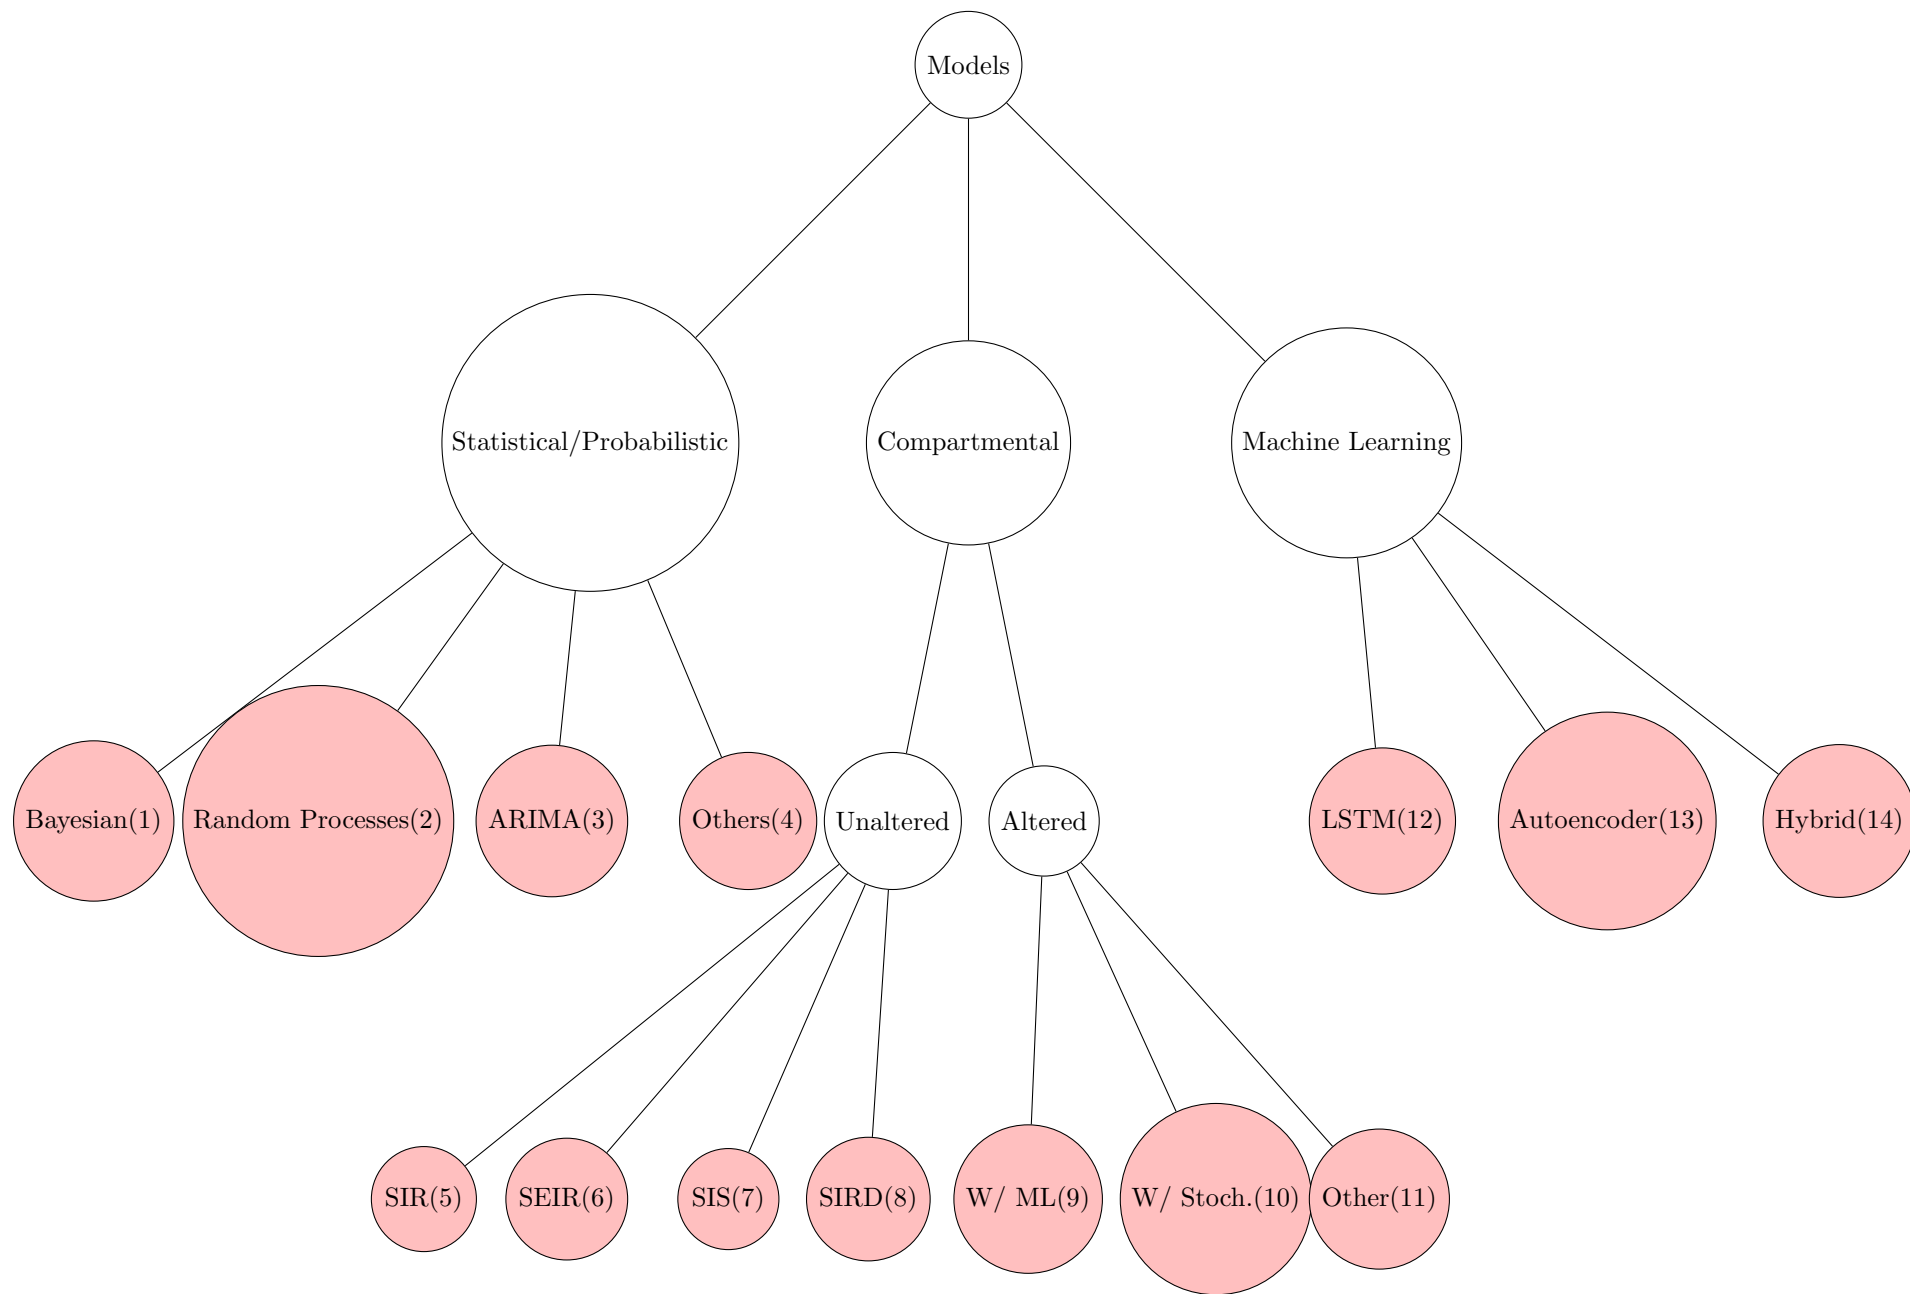 Models
Statistical/Probabilistic
Compartmental
Machine Learning
Bayesian(1)
Random Processes(2)
ARIMA(3)
Others(4)
Unaltered
Altered
LSTM(12)
Autoencoder(13)
Hybrid(14)
SIR(5)
SEIR(6)
SIS(7)
SIRD(8)
W/ ML(9)
W/ Stoch.(10)
Other(11)